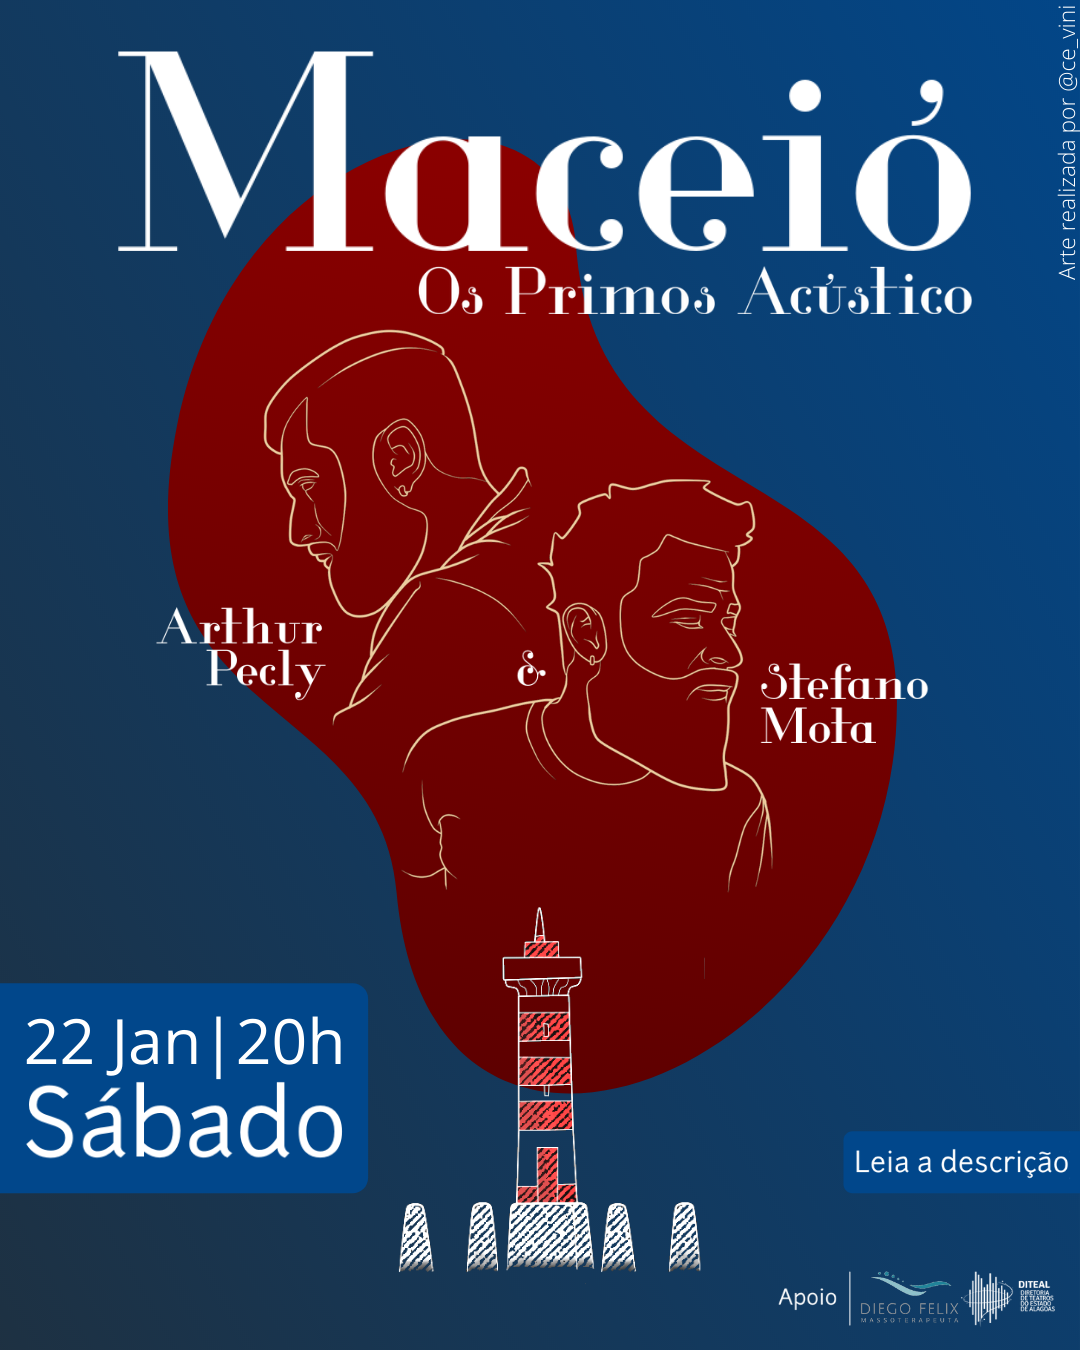 Maceió
Os Primos Acústico
Arte realizada por @ce_vini
Arthur
Pecly
&
Stefano
Mota
22 Jan|20h
Sábado
Leia a descrição
Apoio
DIEGO FELIX
MASSOTERAPEUTA
DITEAL
DIRETORIA
DE TEATROS
DO ESTADO
DE ALAGOAS